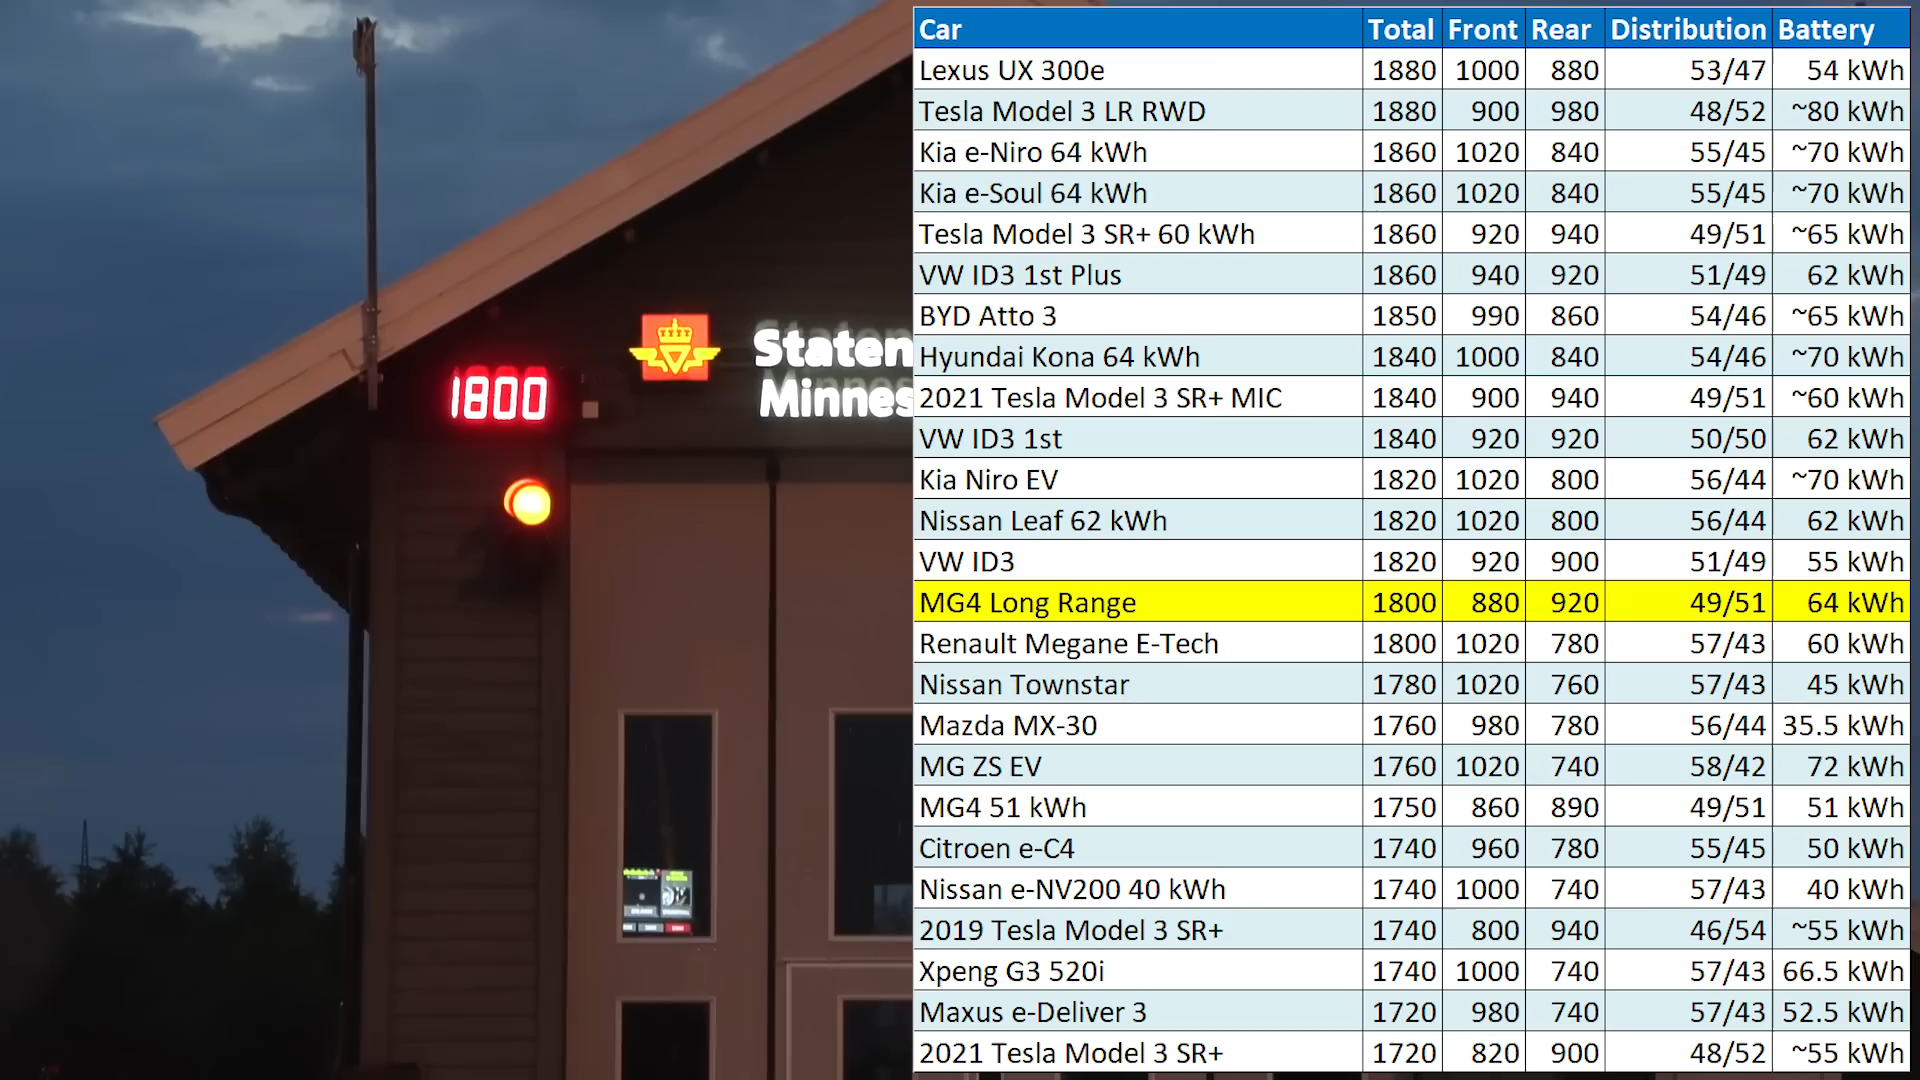 1800
Staten
Minnes
Car Total Front Rear Distribution Battery
Lexus UX 300e 1880 1000 880 53/47 54 kWh
Tesla Model 3 LR RWD 1880 900 980 48/52 ~80 kWh
Kia e-Niro 64 kWh 1860 1020 840 55/45 ~70 kWh
Kia e-Soul 64 kWh 1860 1020 840 55/45 ~70 kWh
Tesla Model 3 SR+ 60 kWh 1860 920 940 49/51 ~65 kWh
VW ID3 1st Plus 1860 940 920 51/49 62 kWh
BYD Atto 3 1850 990 860 54/46 ~65 kWh
Hyundai Kona 64 kWh 1840 1000 840 54/46 ~70 kWh
2021 Tesla Model 3 SR+ MIC 1840 900 940 49/51 ~60 kWh
VW ID3 1st 1840 920 920 50/50 62 kWh
Kia Niro EV 1820 1020 800 56/44 ~70 kWh
Nissan Leaf 62 kWh 1820 1020 800 56/44 62 kWh
VW ID3 1820 920 900 51/49 55 kWh
MG4 Long Range 1800 880 920 49/51 64 kWh
Renault Megane E-Tech 1800 1020 780 57/43 60 kWh
Nissan Townstar 1780 1020 760 57/43 45 kWh
Mazda MX-30 1760 980 780 56/44 35.5 kWh
MG ZS EV 1760 1020 740 58/42 72 kWh
MG4 51 kWh 1750 860 890 49/51 51 kWh
Citroen e-C4 1740 960 780 55/45 50 kWh
Nissan e-NV200 40 kWh 1740 1000 740 57/43 40 kWh
2019 Tesla Model 3 SR+ 1740 800 940 46/54 ~55 kWh
Xpeng G3 520i 1740 1000 740 57/43 66.5 kWh
Maxus e-Deliver 3 1720 980 740 57/43 52.5 kWh
2021 Tesla Model 3 SR+ 1720 820 900 48/52 ~55 kWh